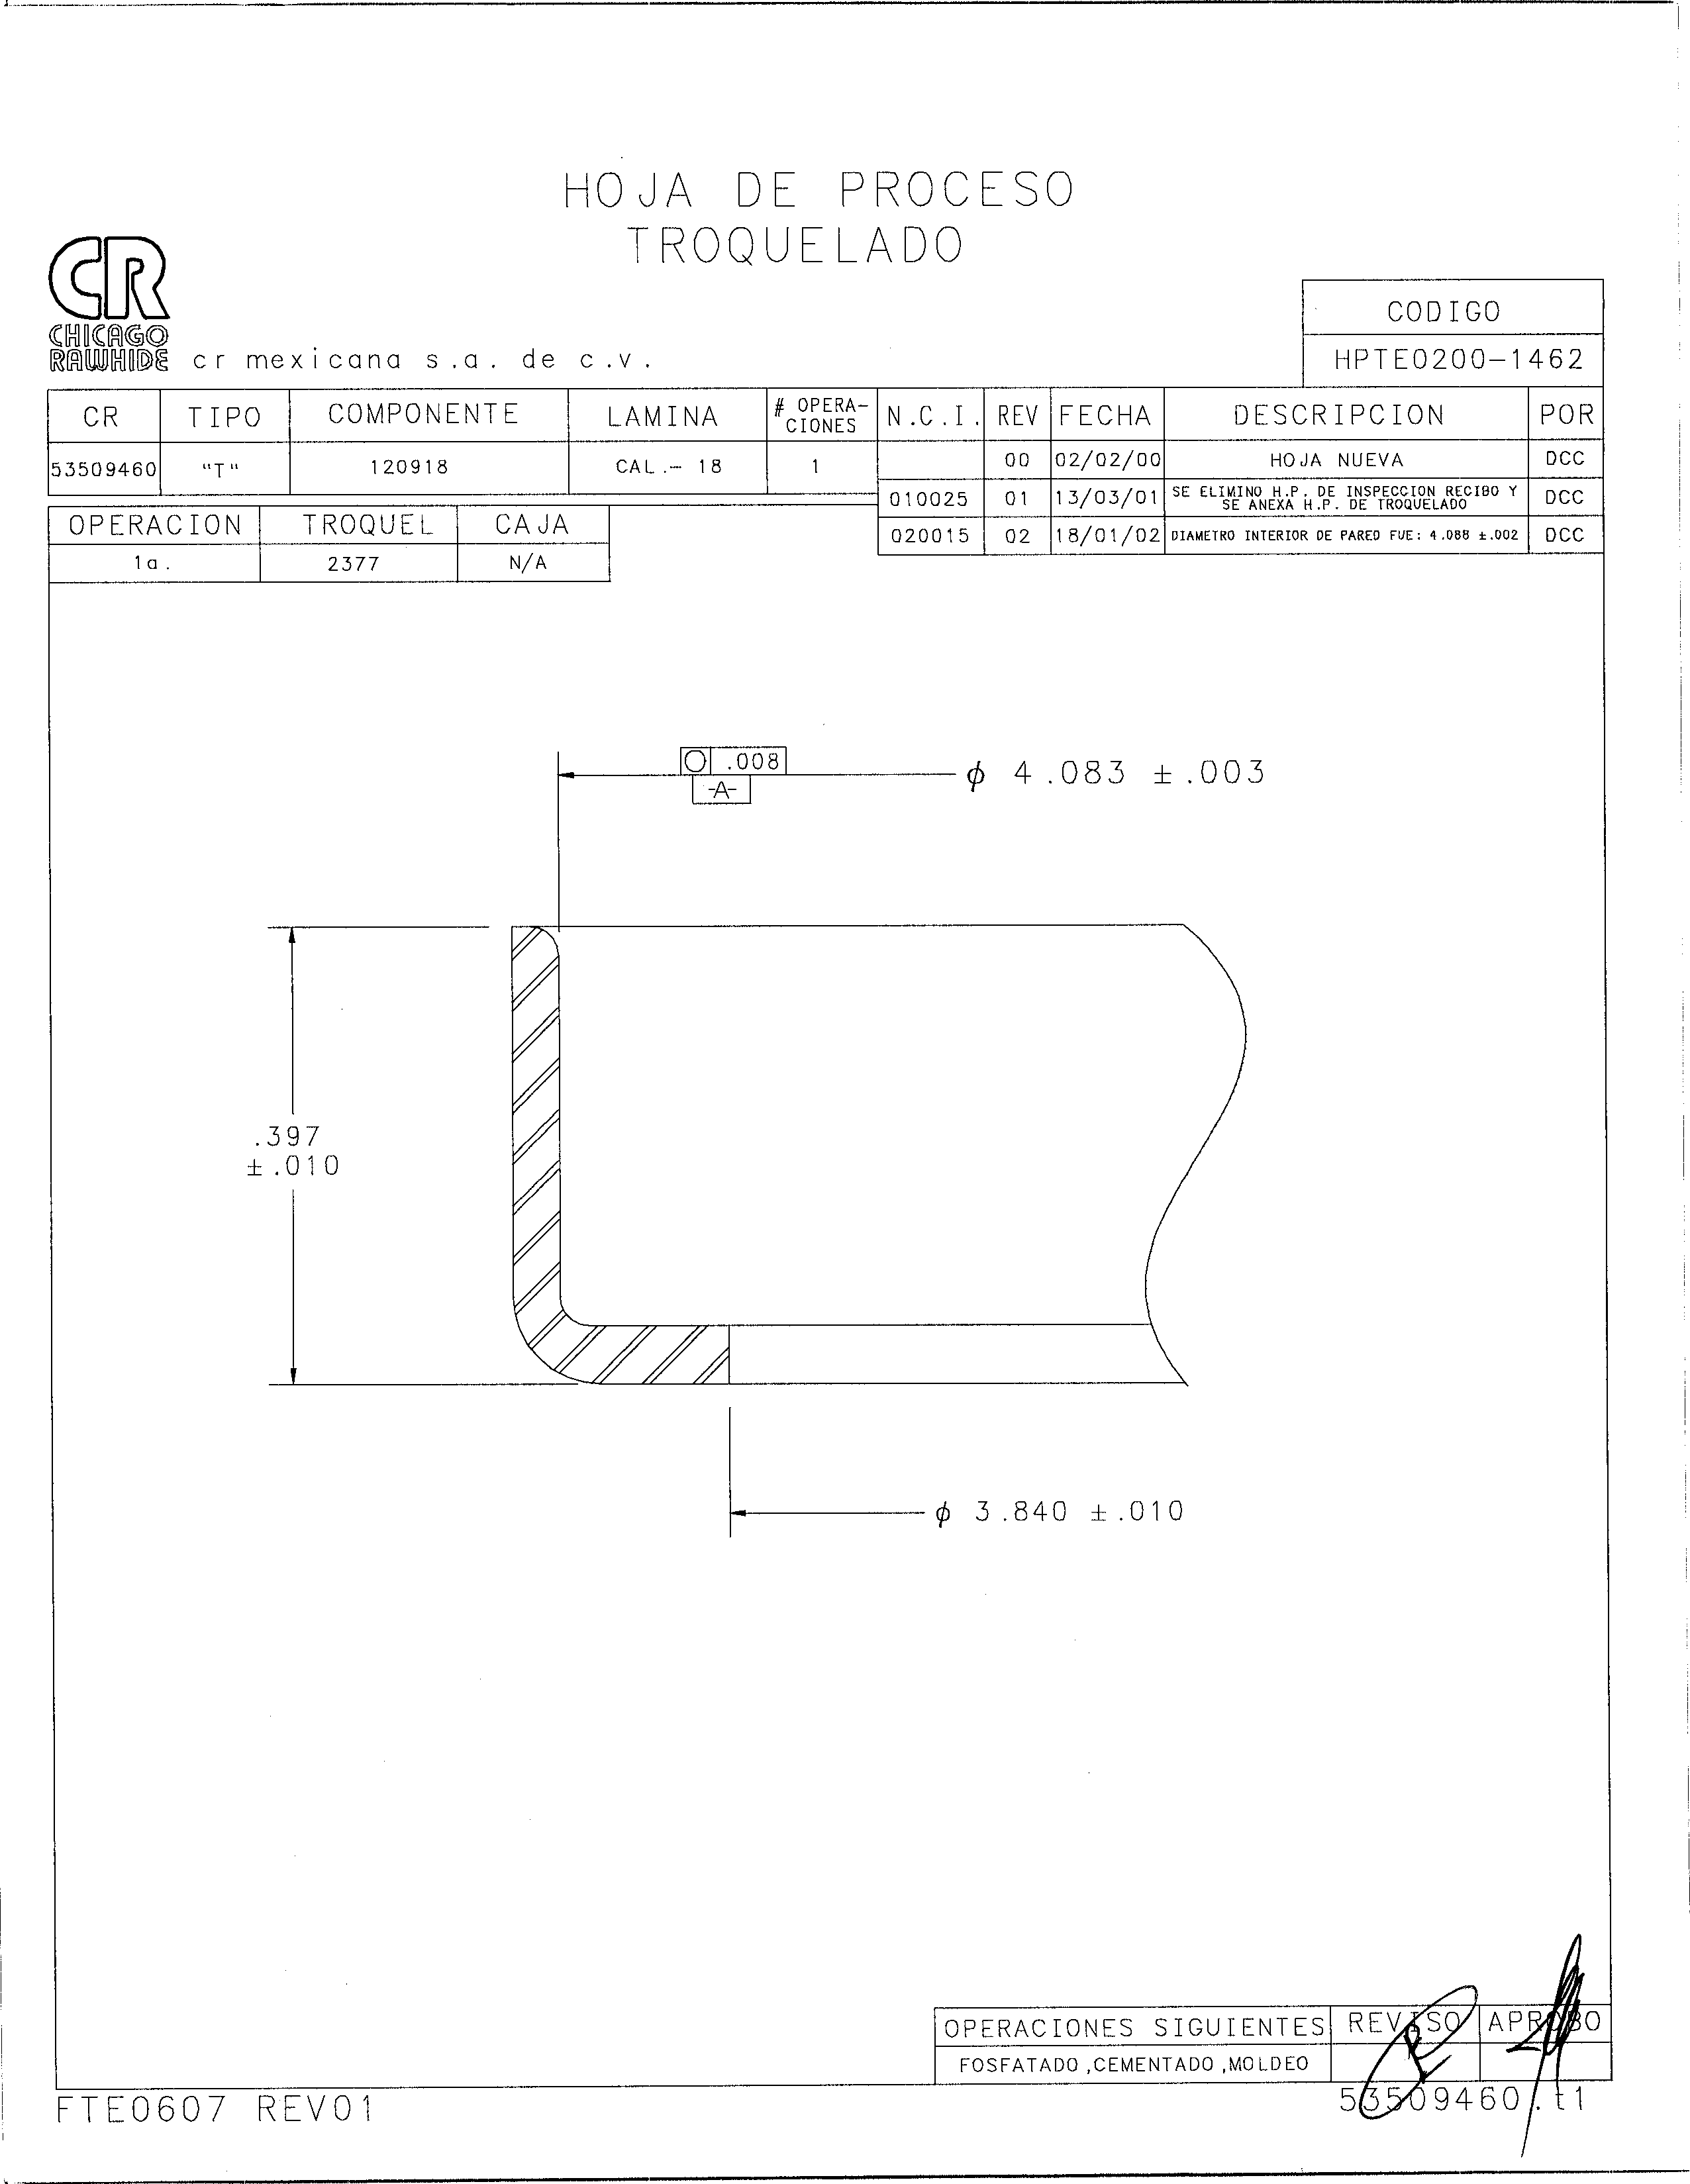 HOJA DE PROCESO
TROQUELADO
CR
CHICAGO
RAWHIDE
cr mexicana s.a. de c.v.
CODIGO
HPTE0200-1462
CR TIPO COMPONENTE LAMINA # OPERA-CIONES
53509460 "T" 120918 CAL.- 18 1
N.C.I. REV FECHA DESCRIPCION POR
00 02/02/00 HOJA NUEVA DCC
010025 01 13/03/01 SE ELIMINO H.P. DE INSPECCION RECIBO Y
SE ANEXA H.P. DE TROQUELADO DCC
020015 02 18/01/02 DIAMETRO INTERIOR DE PARED FUE: 4.088 ±.002 DCC
OPERACION TROQUEL CAJA
1a. 2377 N/A
○ .008
-A-
ϕ 4.083 ±.003
.397
±.010
ϕ 3.840 ±.010
OPERACIONES SIGUIENTES REVISO APROBO
FOSFATADO,CEMENTADO,MOLDEO
FTE0607 REV01
53509460.t1